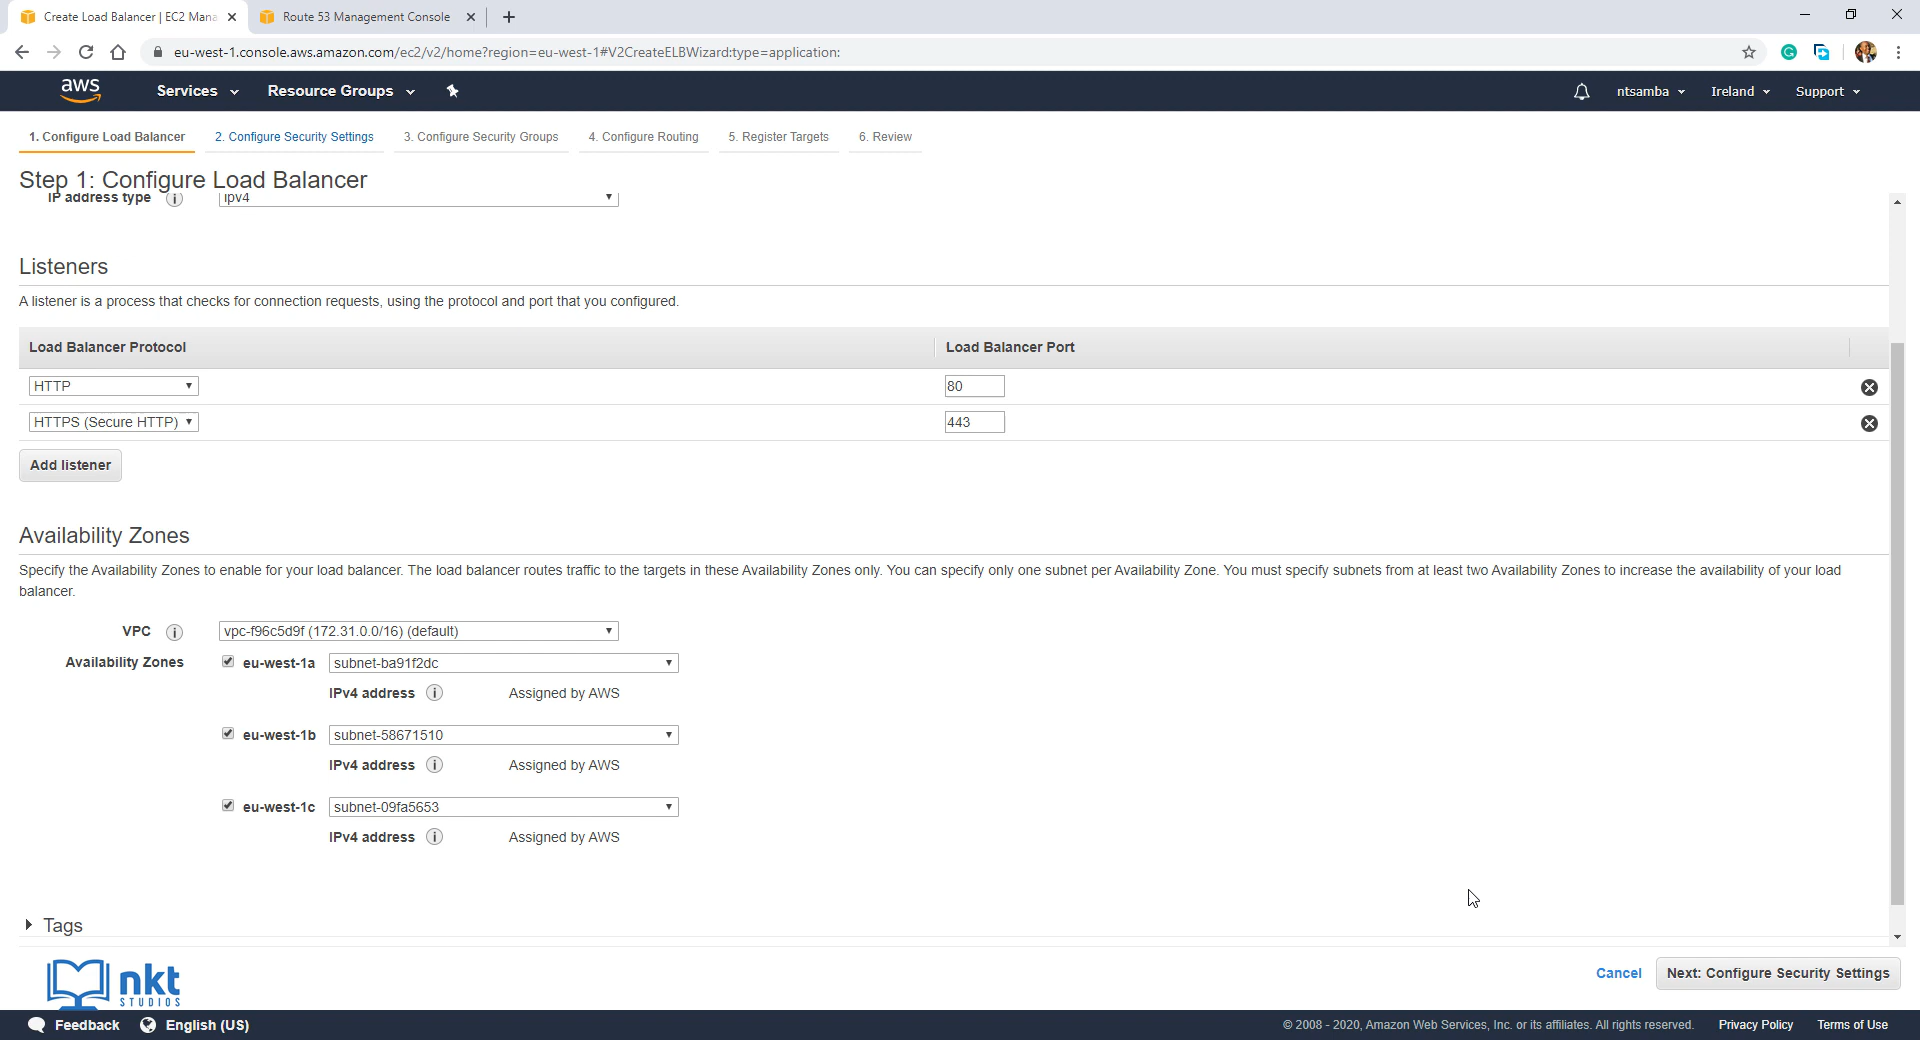 Create Load Balancer | EC2 Mana
Route 53 Management Console
eu-west-1.console.aws.amazon.com/ec2/v2/home?region=eu-west-1#V2CreateELBWizard:type=application:
aws
Services
Resource Groups
ntsamba
Ireland
Support
1. Configure Load Balancer
2. Configure Security Settings
3. Configure Security Groups
4. Configure Routing
5. Register Targets
6. Review
Step 1: Configure Load Balancer
IP address type
ipv4
Listeners
A listener is a process that checks for connection requests, using the protocol and port that you configured.
Load Balancer Protocol
Load Balancer Port
HTTP
80
HTTPS (Secure HTTP)
443
Add listener
Availability Zones
Specify the Availability Zones to enable for your load balancer. The load balancer routes traffic to the targets in these Availability Zones only. You can specify only one subnet per Availability Zone. You must specify subnets from at least two Availability Zones to increase the availability of your load
balancer.
VPC
vpc-f96c5d9f (172.31.0.0/16) (default)
Availability Zones
eu-west-1a
subnet-ba91f2dc
IPv4 address
Assigned by AWS
eu-west-1b
subnet-58671510
IPv4 address
Assigned by AWS
eu-west-1c
subnet-09fa5653
IPv4 address
Assigned by AWS
Tags
nkt
STUDIOS
Cancel
Next: Configure Security Settings
Feedback
English (US)
© 2008 - 2020, Amazon Web Services, Inc. or its affiliates. All rights reserved.
Privacy Policy
Terms of Use